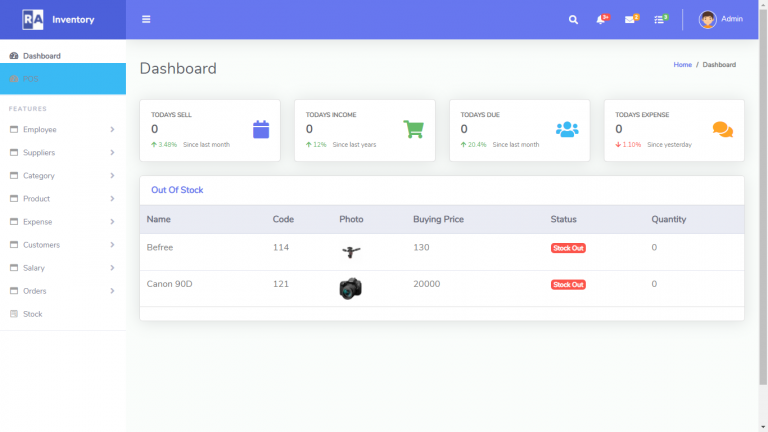 RA Inventory
3+
2
3
Admin
Dashboard
POS
FEATURES
Employee
Suppliers
Category
Product
Expense
Customers
Salary
Orders
Stock
Dashboard
Home / Dashboard
TODAYS SELL
0
3.48% Since last month
TODAYS INCOME
0
12% Since last years
TODAYS DUE
0
20.4% Since last month
TODAYS EXPENSE
0
1.10% Since yesterday
Out Of Stock
Name Code Photo Buying Price Status Quantity
Befree 114 130 Stock Out 0
Canon 90D 121 20000 Stock Out 0